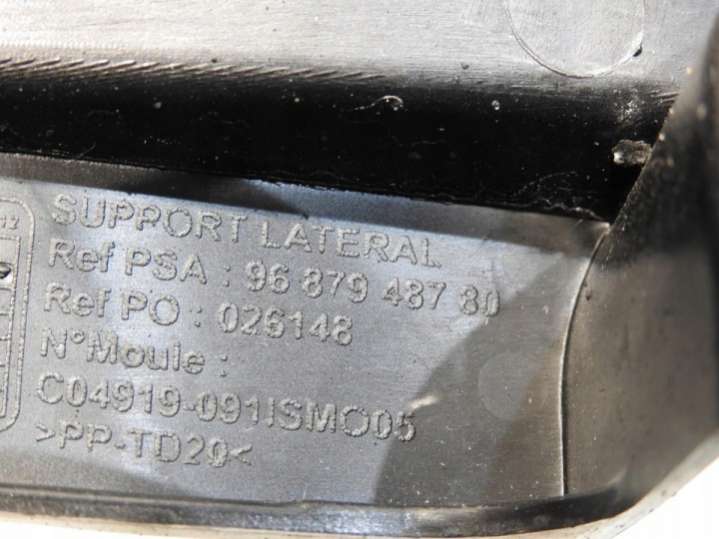 SUPPORT LATERAL
Ref PSA : 96 879 487 80
Ref PO : 026148
N°Moule :
C04919-091ISMO05
>PP-TD20<